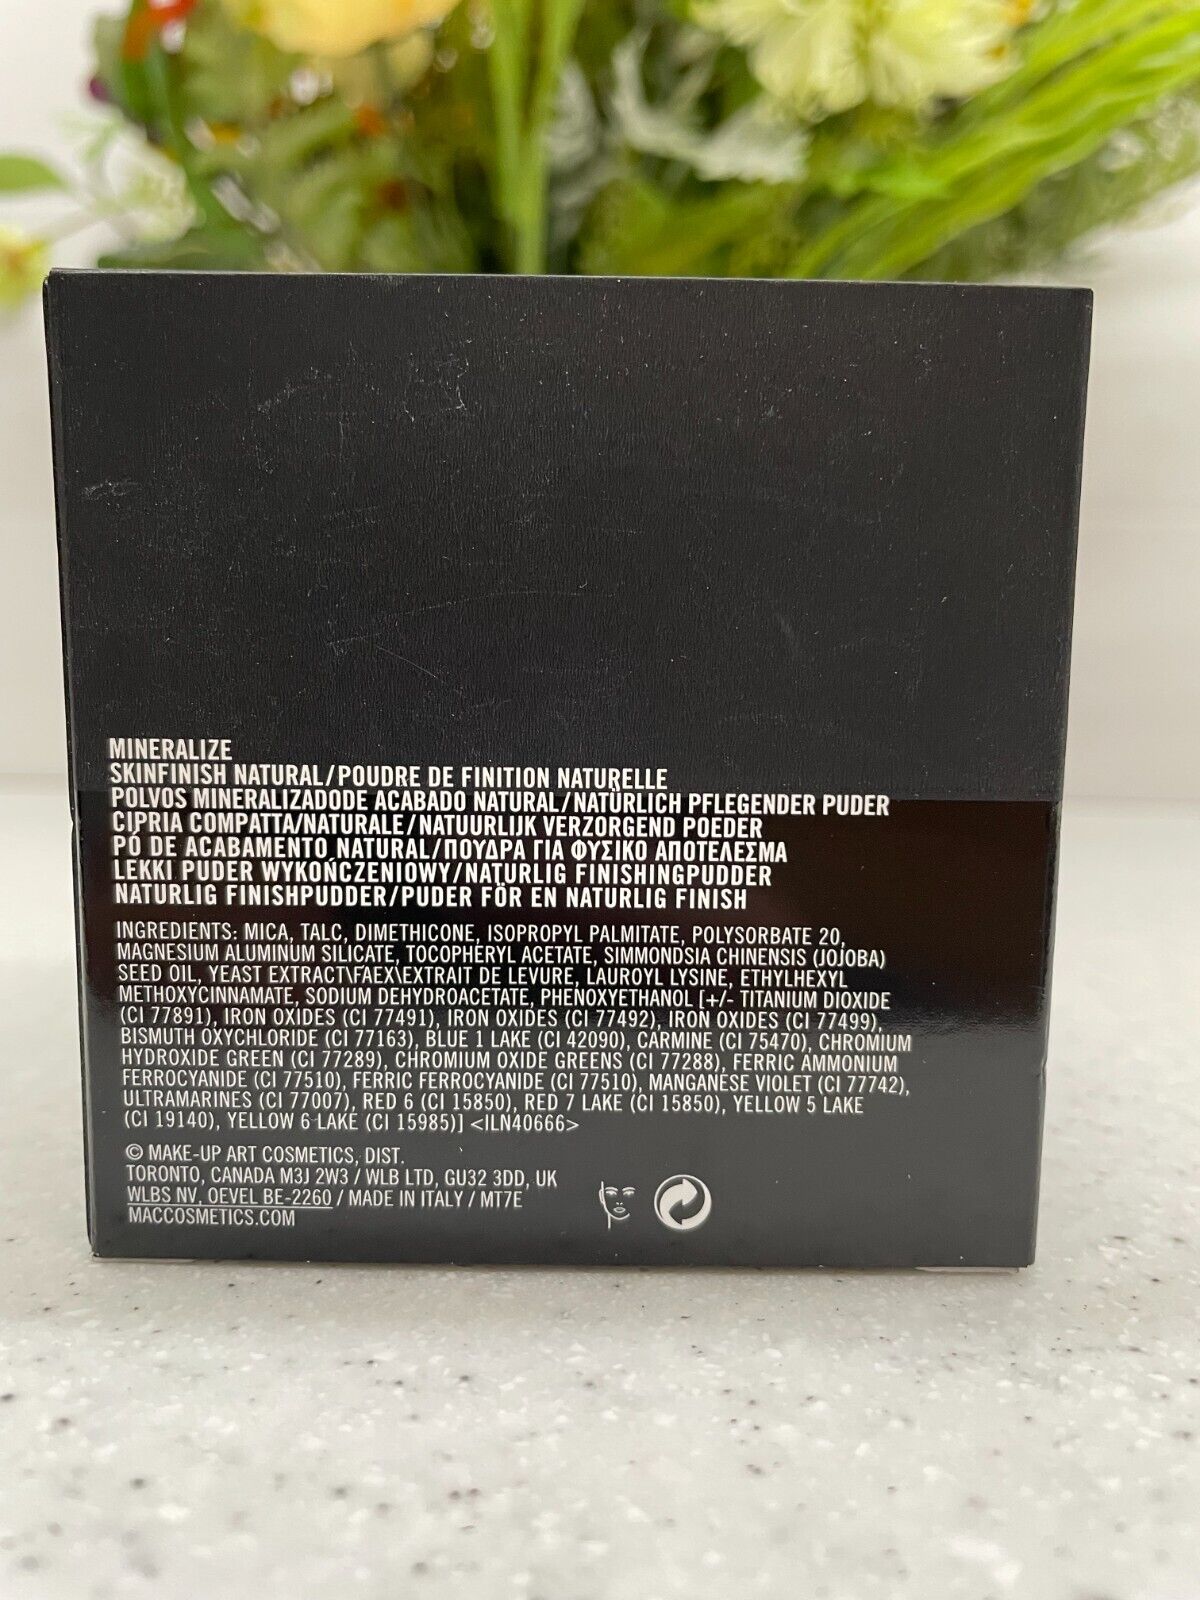 MINERALIZE
SKINFINISH NATURAL/POUDRE DE FINITION NATURELLE
POLVOS MINERALIZADODE ACABADO NATURAL/NATÜRLICH PFLEGENDER PUDER
CIPRIA COMPATTA/NATURALE/NATUURLIJK VERZORGEND POEDER
PÓ DE ACABAMENTO NATURAL/ΠΟΥΔΡΑ ΓΙΑ ΦΥΣΙΚΟ ΑΠΟΤΕΛΕΣΜΑ
LEKKI PUDER WYKOŃCZENIOWY/NATURLIG FINISHINGPUDDER
NATURLIG FINISHPUDDER/PUDER FÖR EN NATURLIG FINISH
INGREDIENTS: MICA, TALC, DIMETHICONE, ISOPROPYL PALMITATE, POLYSORBATE 20,
MAGNESIUM ALUMINUM SILICATE, TOCOPHERYL ACETATE, SIMMONDSIA CHINENSIS (JOJOBA)
SEED OIL, YEAST EXTRACT\FAEX\EXTRAIT DE LEVURE, LAUROYL LYSINE, ETHYLHEXYL
METHOXYCINNAMATE, SODIUM DEHYDROACETATE, PHENOXYETHANOL [+/- TITANIUM DIOXIDE
(CI 77891), IRON OXIDES (CI 77491), IRON OXIDES (CI 77492), IRON OXIDES (CI 77499),
BISMUTH OXYCHLORIDE (CI 77163), BLUE 1 LAKE (CI 42090), CARMINE (CI 75470), CHROMIUM
HYDROXIDE GREEN (CI 77289), CHROMIUM OXIDE GREENS (CI 77288), FERRIC AMMONIUM
FERROCYANIDE (CI 77510), FERRIC FERROCYANIDE (CI 77510), MANGANESE VIOLET (CI 77742),
ULTRAMARINES (CI 77007), RED 6 (CI 15850), RED 7 LAKE (CI 15850), YELLOW 5 LAKE
(CI 19140), YELLOW 6 LAKE (CI 15985)] <ILN40666>
© MAKE-UP ART COSMETICS, DIST.
TORONTO, CANADA M3J 2W3 / WLB LTD, GU32 3DD, UK
WLBS NV, OEVEL BE-2260 / MADE IN ITALY / MT7E
MACCOSMETICS.COM